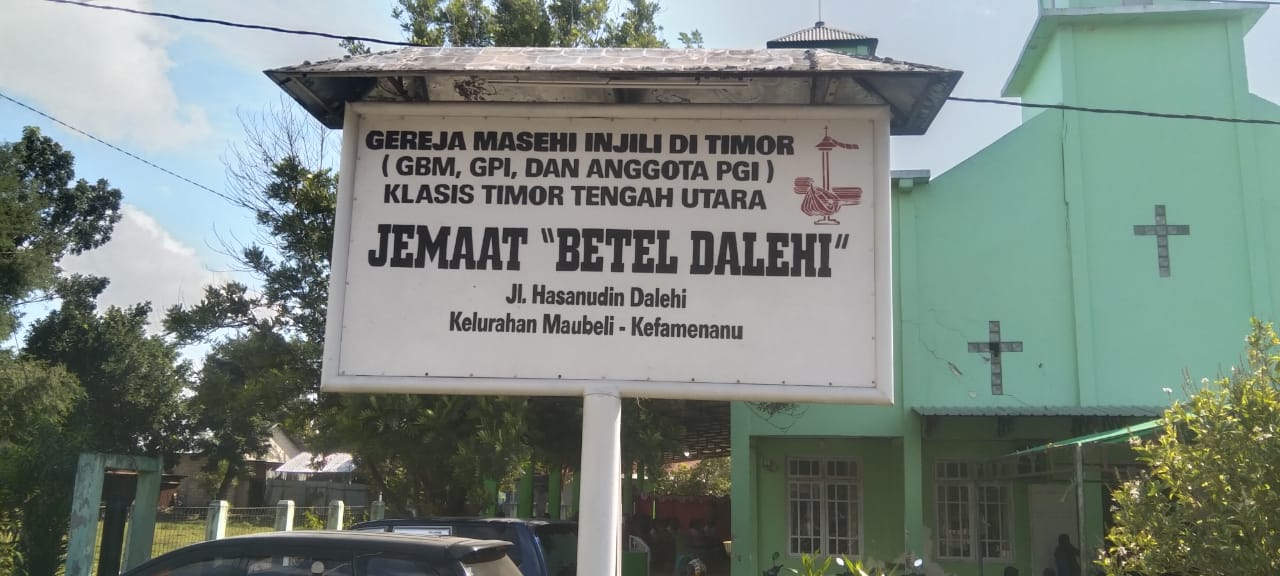 GEREJA MASEHI INJILI DI TIMOR
( GBM, GPI, DAN ANGGOTA PGI )
KLASIS TIMOR TENGAH UTARA
JEMAAT "BETEL DALEHI"
Jl. Hasanudin Dalehi
Kelurahan Maubeli - Kefamenanu